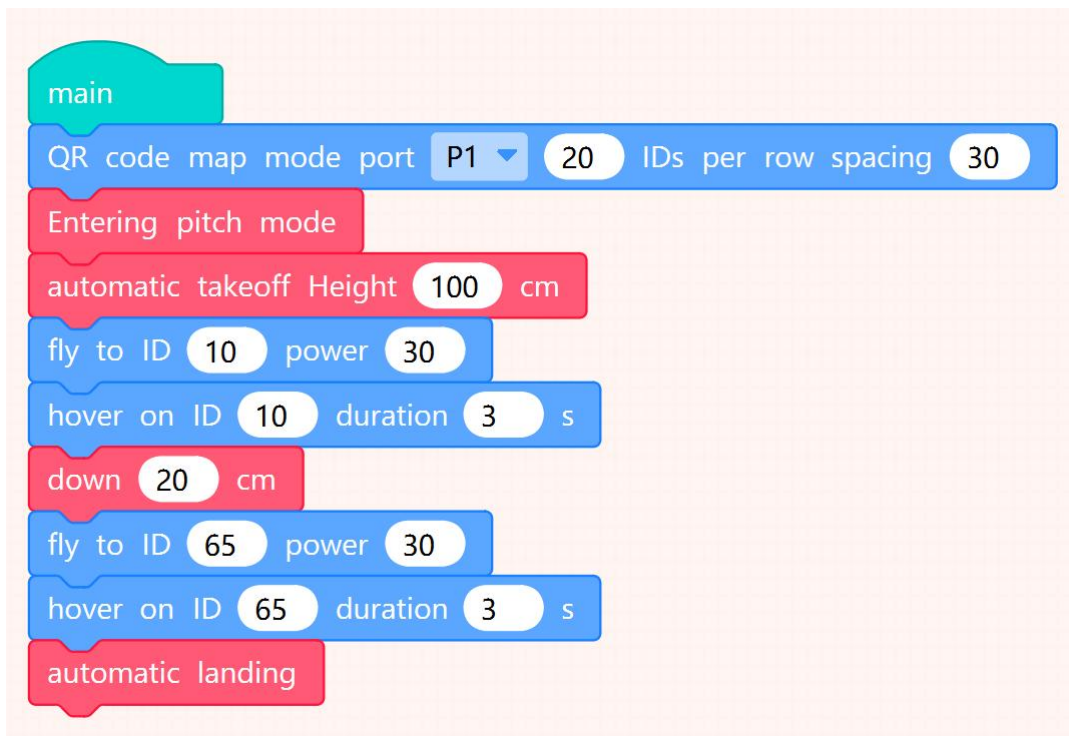 main
QR code map mode port P1 20 IDs per row spacing 30
Entering pitch mode
automatic takeoff Height 100 cm
fly to ID 10 power 30
hover on ID 10 duration 3 s
down 20 cm
fly to ID 65 power 30
hover on ID 65 duration 3 s
automatic landing